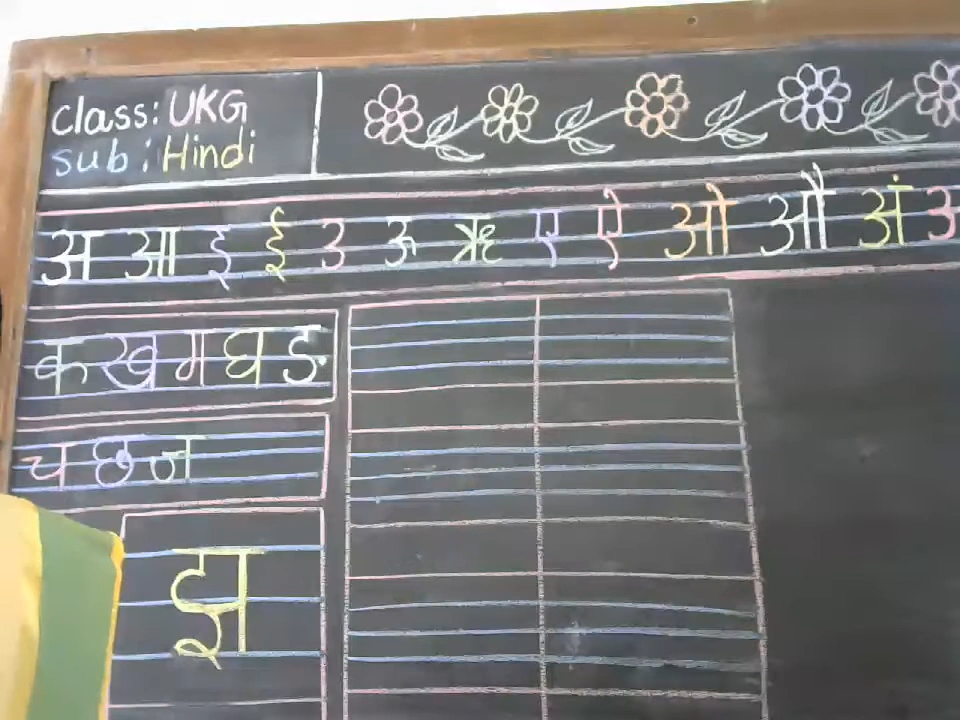 class: UKG
sub: Hindi
अ आ इ ई उ ऊ ऋ ए ऐ ओ औ अं
क ख ग घ ङ
च छ ज
झ